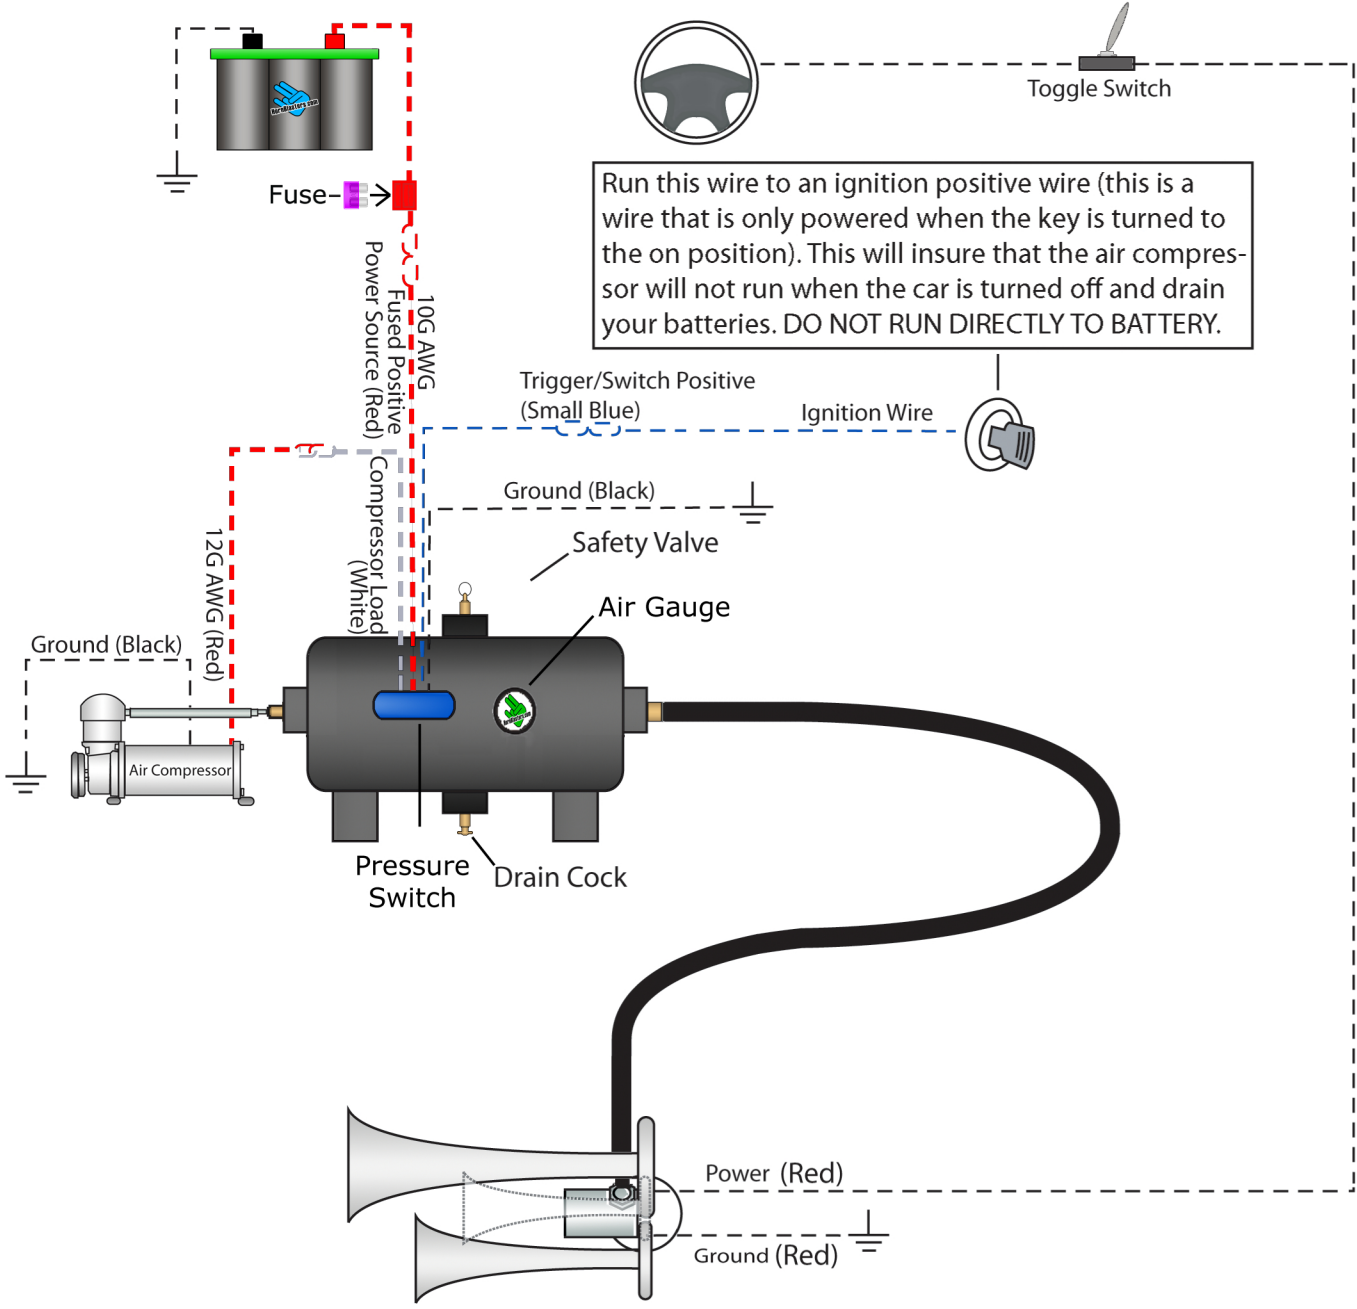 HornBlasters.com
Toggle Switch
Fuse
Run this wire to an ignition positive wire (this is a
wire that is only powered when the key is turned to
the on position). This will insure that the air compres-
sor will not run when the car is turned off and drain
your batteries. DO NOT RUN DIRECTLY TO BATTERY.
10G AWG
Fused Positive
Power Source (Red)
Trigger/Switch Positive
(Small Blue)
Ignition Wire
Compressor Load
(White)
Ground (Black)
12G AWG (Red)
Safety Valve
Air Gauge
Ground (Black)
Air Compressor
Pressure
Switch
Drain Cock
Power (Red)
Ground (Red)